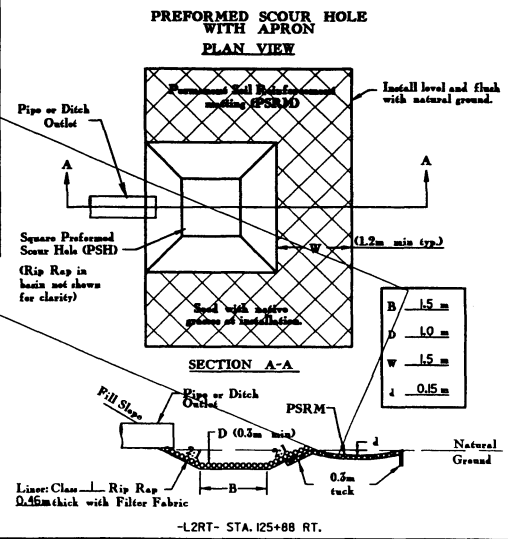 PREFORMED SCOUR HOLE
WITH APRON
PLAN VIEW
Permanent Soil Reinforcement
matting (PSRM)
Install level and flush
with natural ground.
Pipe or Ditch
Outlet
A
A
Square Preformed
Scour Hole (PSH)
(Rip Rap in
basin not shown
for clarity)
W
(1.2m min typ.)
Seed with native
grasses at installation.
B 1.5 m
D 1.0 m
W 1.5 m
d 0.15 m
SECTION A-A
Fill Slope
Pipe or Ditch
Outlet
PSRM
D (0.3m min)
d
Natural
Ground
B
0.3m
tuck
Liner: Class I Rip Rap
0.46m thick with Filter Fabric
-L2RT- STA. 125+88 RT.